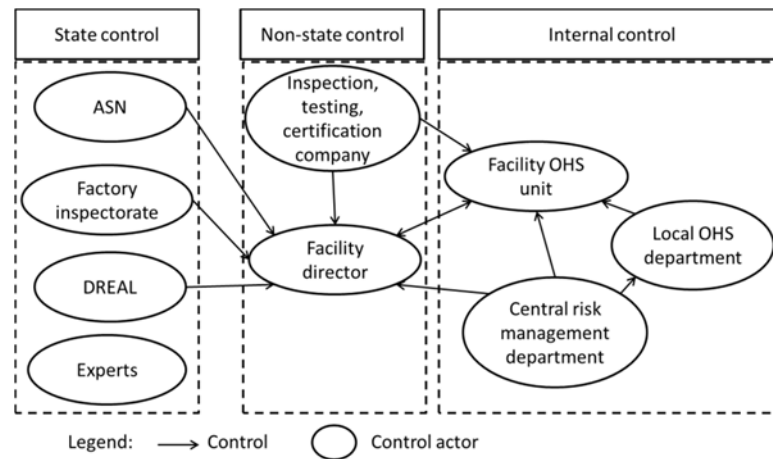 State control
Non-state control
Internal control
ASN
Factory
inspectorate
DREAL
Experts
Inspection,
testing,
certification
company
Facility
director
Facility OHS
unit
Local OHS
department
Central risk
management
department
Legend:
Control
Control actor